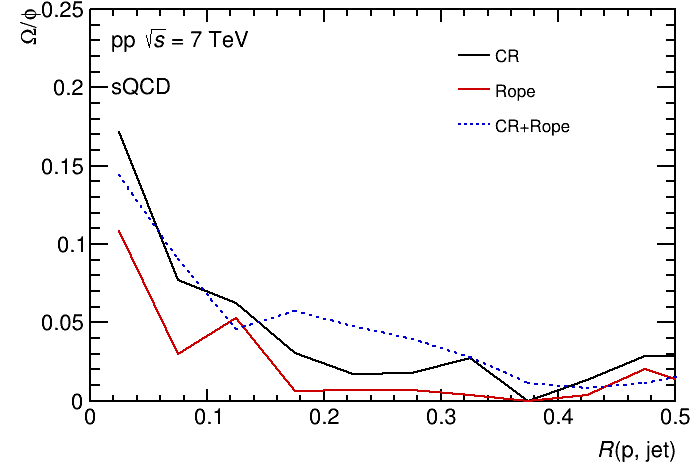 Ω/ϕ
0.25
0.2
0.15
0.1
0.05
0
pp √s = 7 TeV
sQCD
CR
Rope
CR+Rope
0 0.1 0.2 0.3 0.4 0.5
R(p, jet)